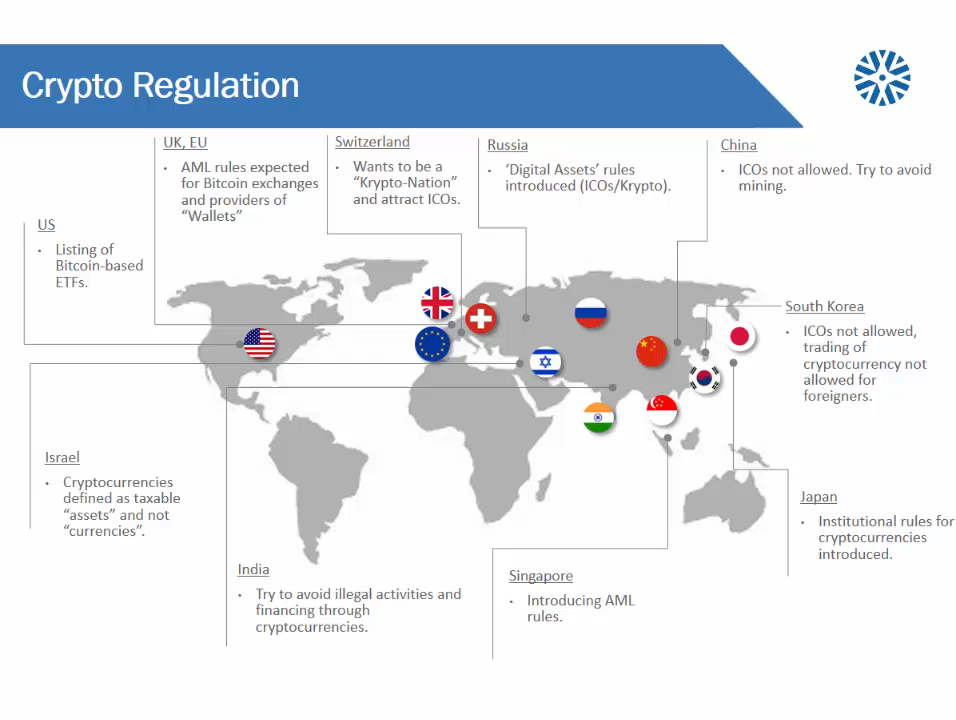 Crypto Regulation
UK, EU
• AML rules expected
for Bitcoin exchanges
and providers of
“Wallets”
Switzerland
• Wants to be a
“Krypto-Nation”
and attract ICOs.
Russia
• ‘Digital Assets’ rules
introduced (ICOs/Krypto).
China
• ICOs not allowed. Try to avoid
mining.
US
• Listing of
Bitcoin-based
ETFs.
South Korea
• ICOs not allowed,
trading of
cryptocurrency not
allowed for
foreigners.
Israel
• Cryptocurrencies
defined as taxable
“assets” and not
“currencies”.
Japan
• Institutional rules for
cryptocurrencies
introduced.
India
• Try to avoid illegal activities and
financing through
cryptocurrencies.
Singapore
• Introducing AML
rules.